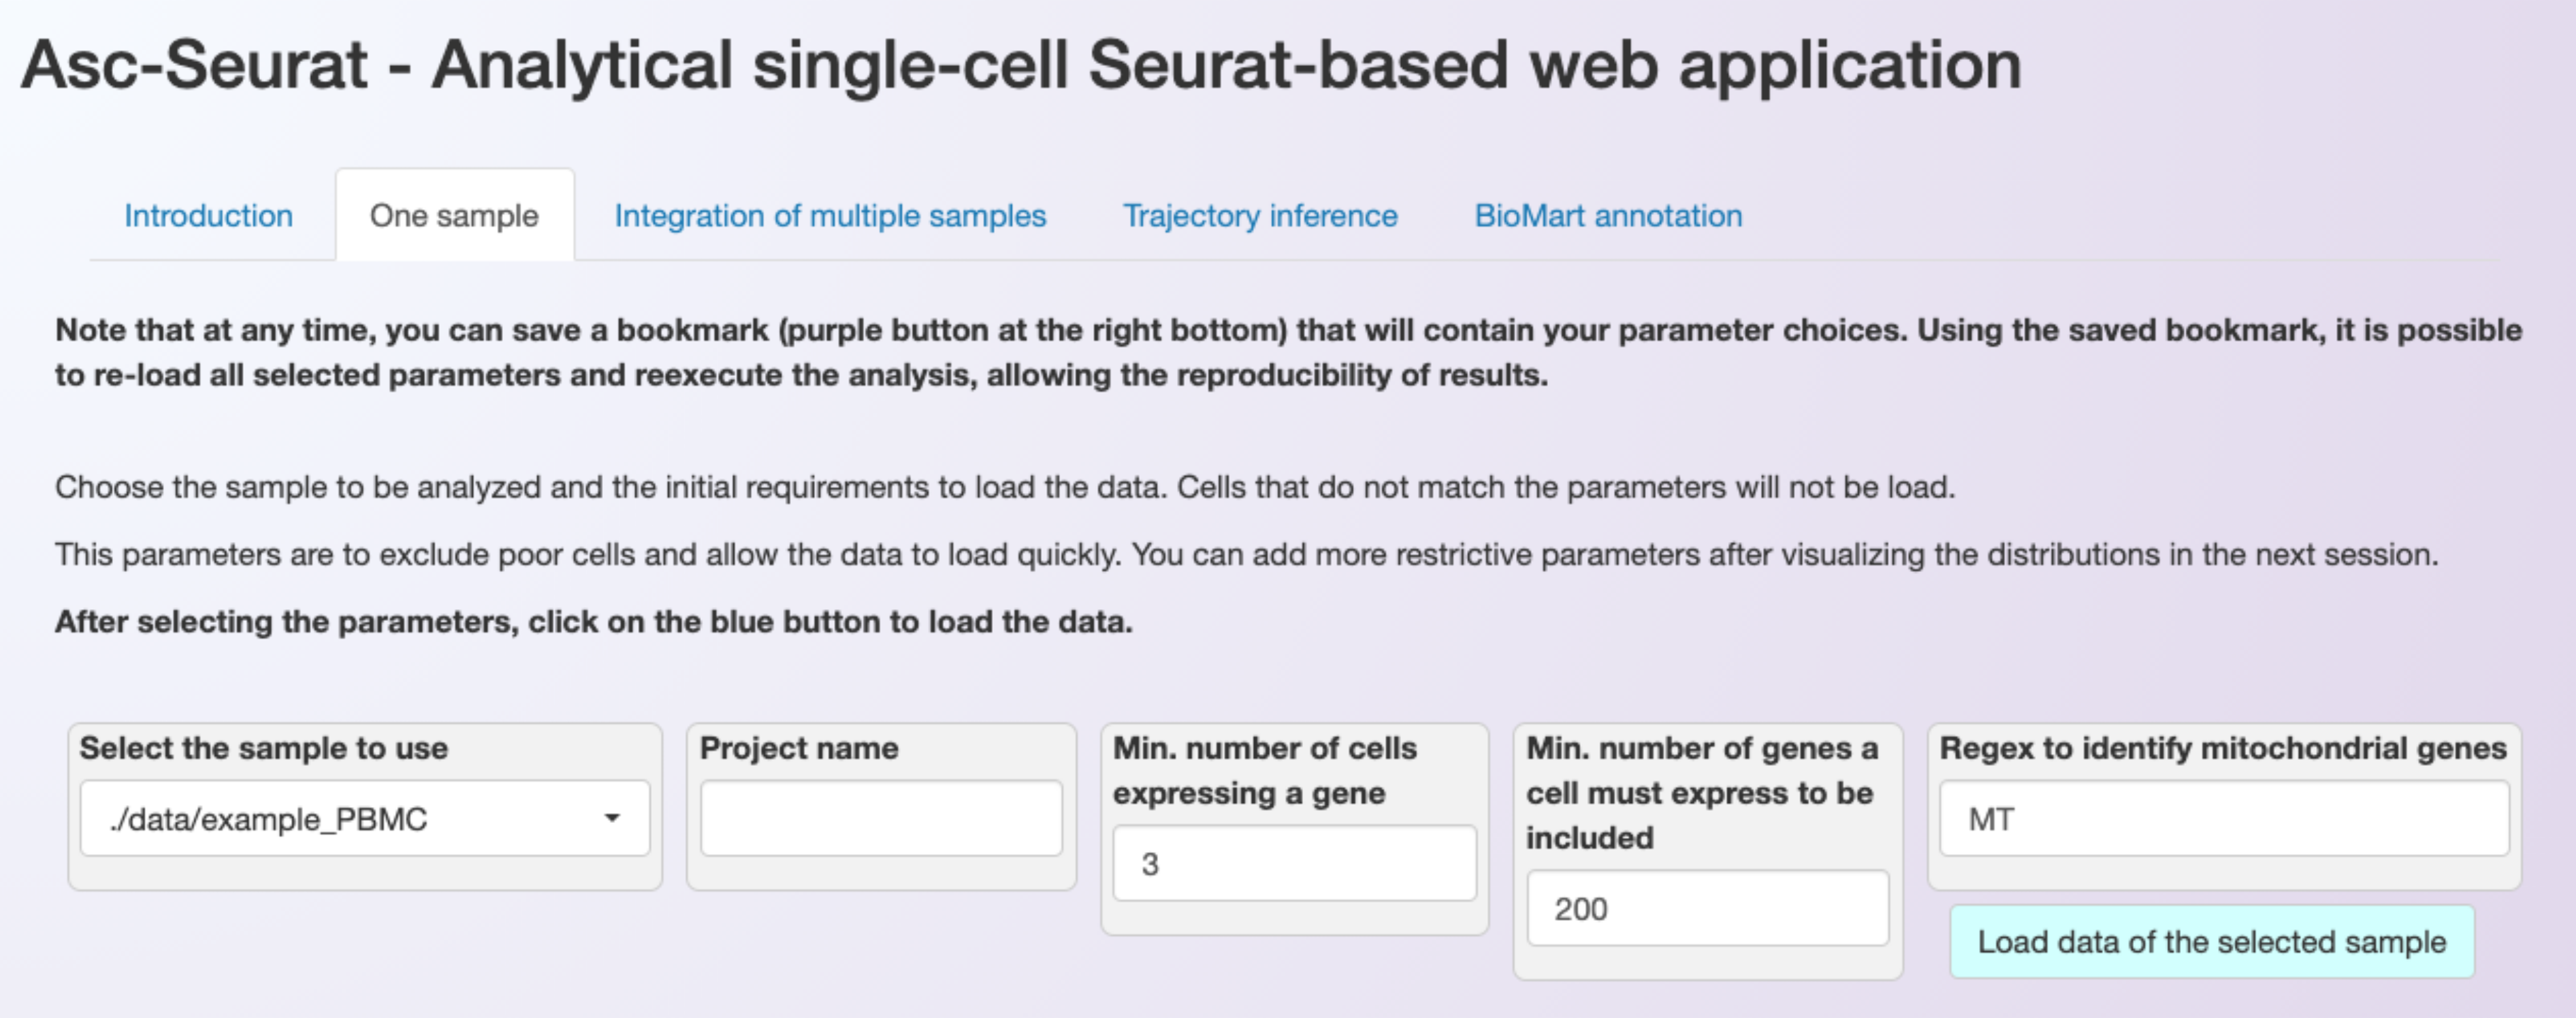 Asc-Seurat - Analytical single-cell Seurat-based web application
Introduction
One sample
Integration of multiple samples
Trajectory inference
BioMart annotation
Note that at any time, you can save a bookmark (purple button at the right bottom) that will contain your parameter choices. Using the saved bookmark, it is possible
to re-load all selected parameters and reexecute the analysis, allowing the reproducibility of results.
Choose the sample to be analyzed and the initial requirements to load the data. Cells that do not match the parameters will not be load.
This parameters are to exclude poor cells and allow the data to load quickly. You can add more restrictive parameters after visualizing the distributions in the next session.
After selecting the parameters, click on the blue button to load the data.
Select the sample to use
./data/example_PBMC
Project name
Min. number of cells
expressing a gene
3
Min. number of genes a
cell must express to be
included
200
Regex to identify mitochondrial genes
MT
Load data of the selected sample